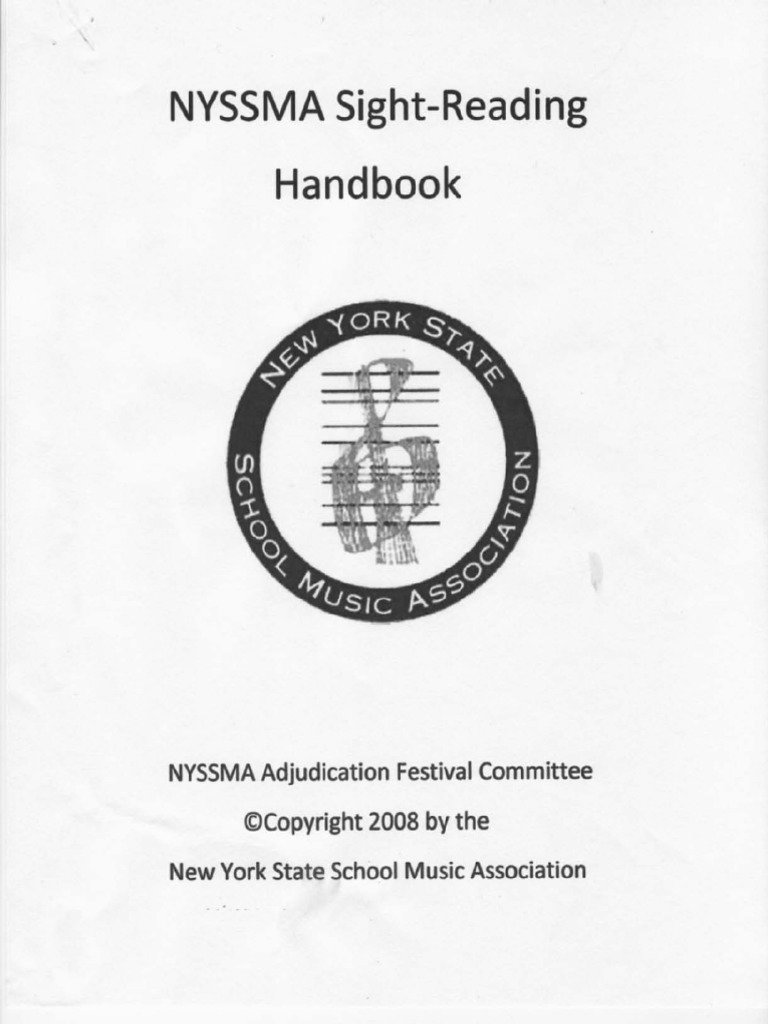 NYSSMA Sight-Reading
Handbook
NEW YORK STATE
SCHOOL MUSIC ASSOCIATION
NYSSMA Adjudication Festival Committee
©Copyright 2008 by the
New York State School Music Association